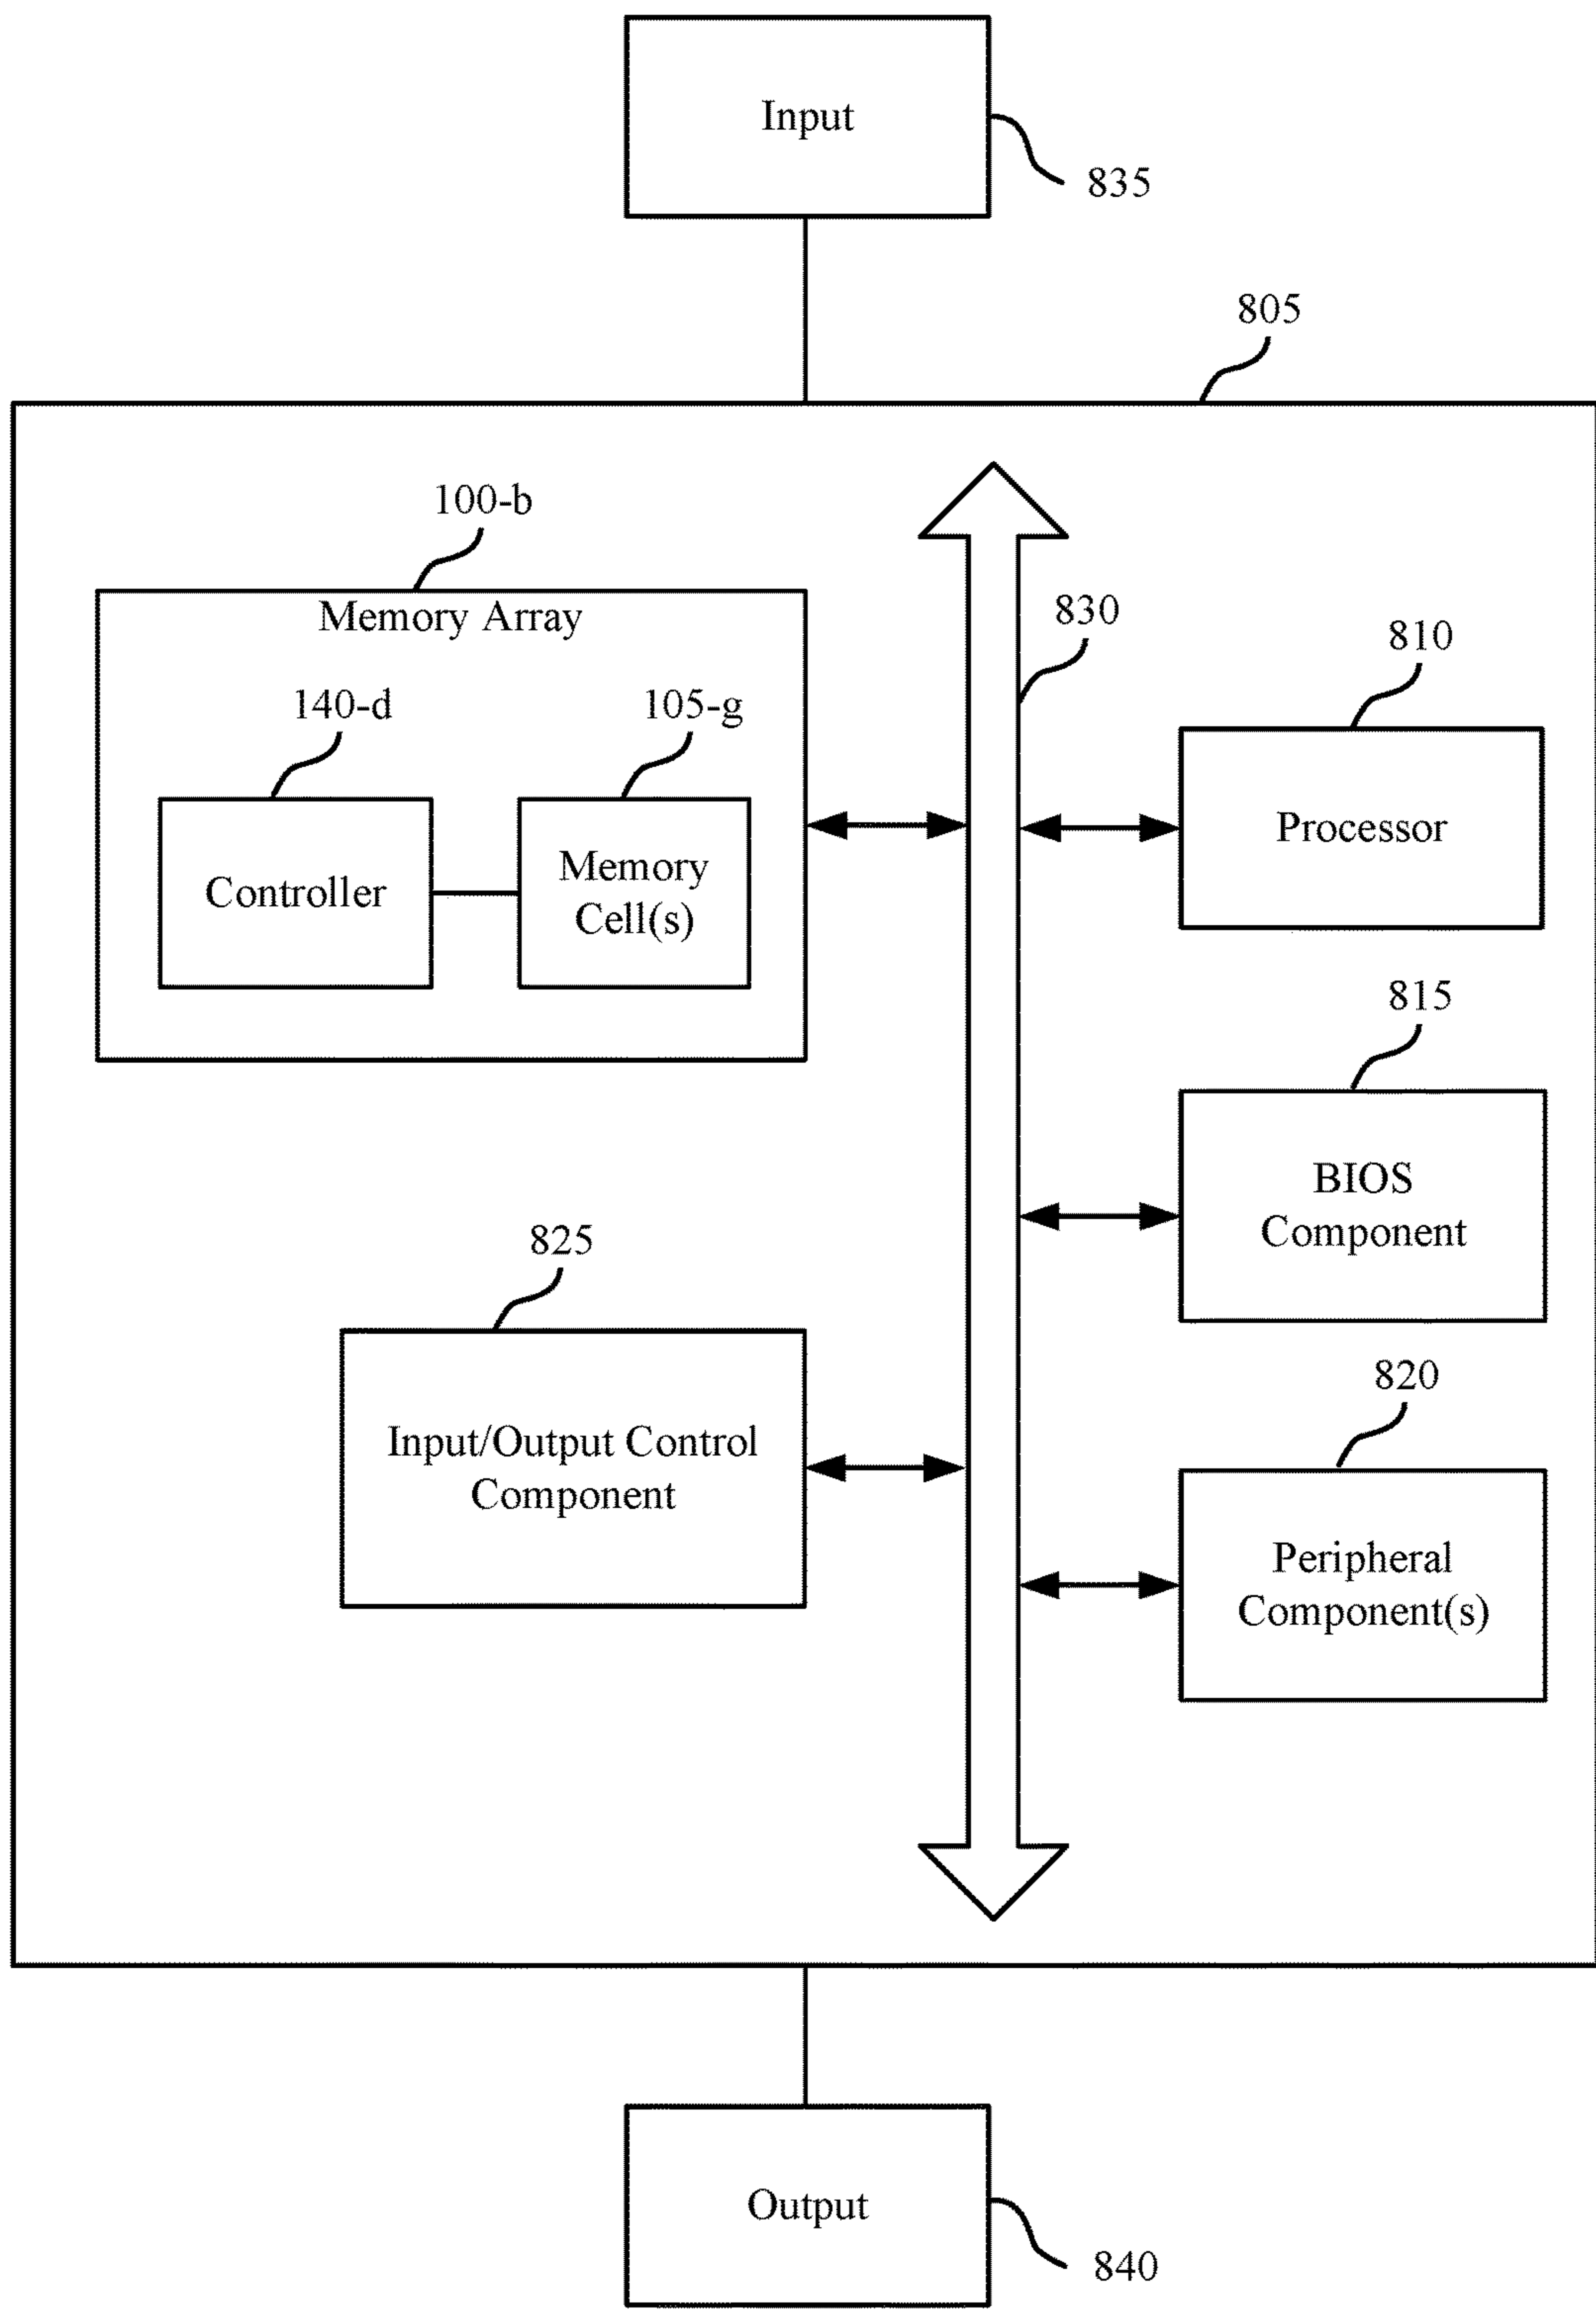 Input
835
805
100-b
Memory Array
830
810
140-d
105-g
Processor
Controller
Memory
Cell(s)
815
BIOS
Component
825
820
Input/Output Control
Component
Peripheral
Component(s)
Output
840